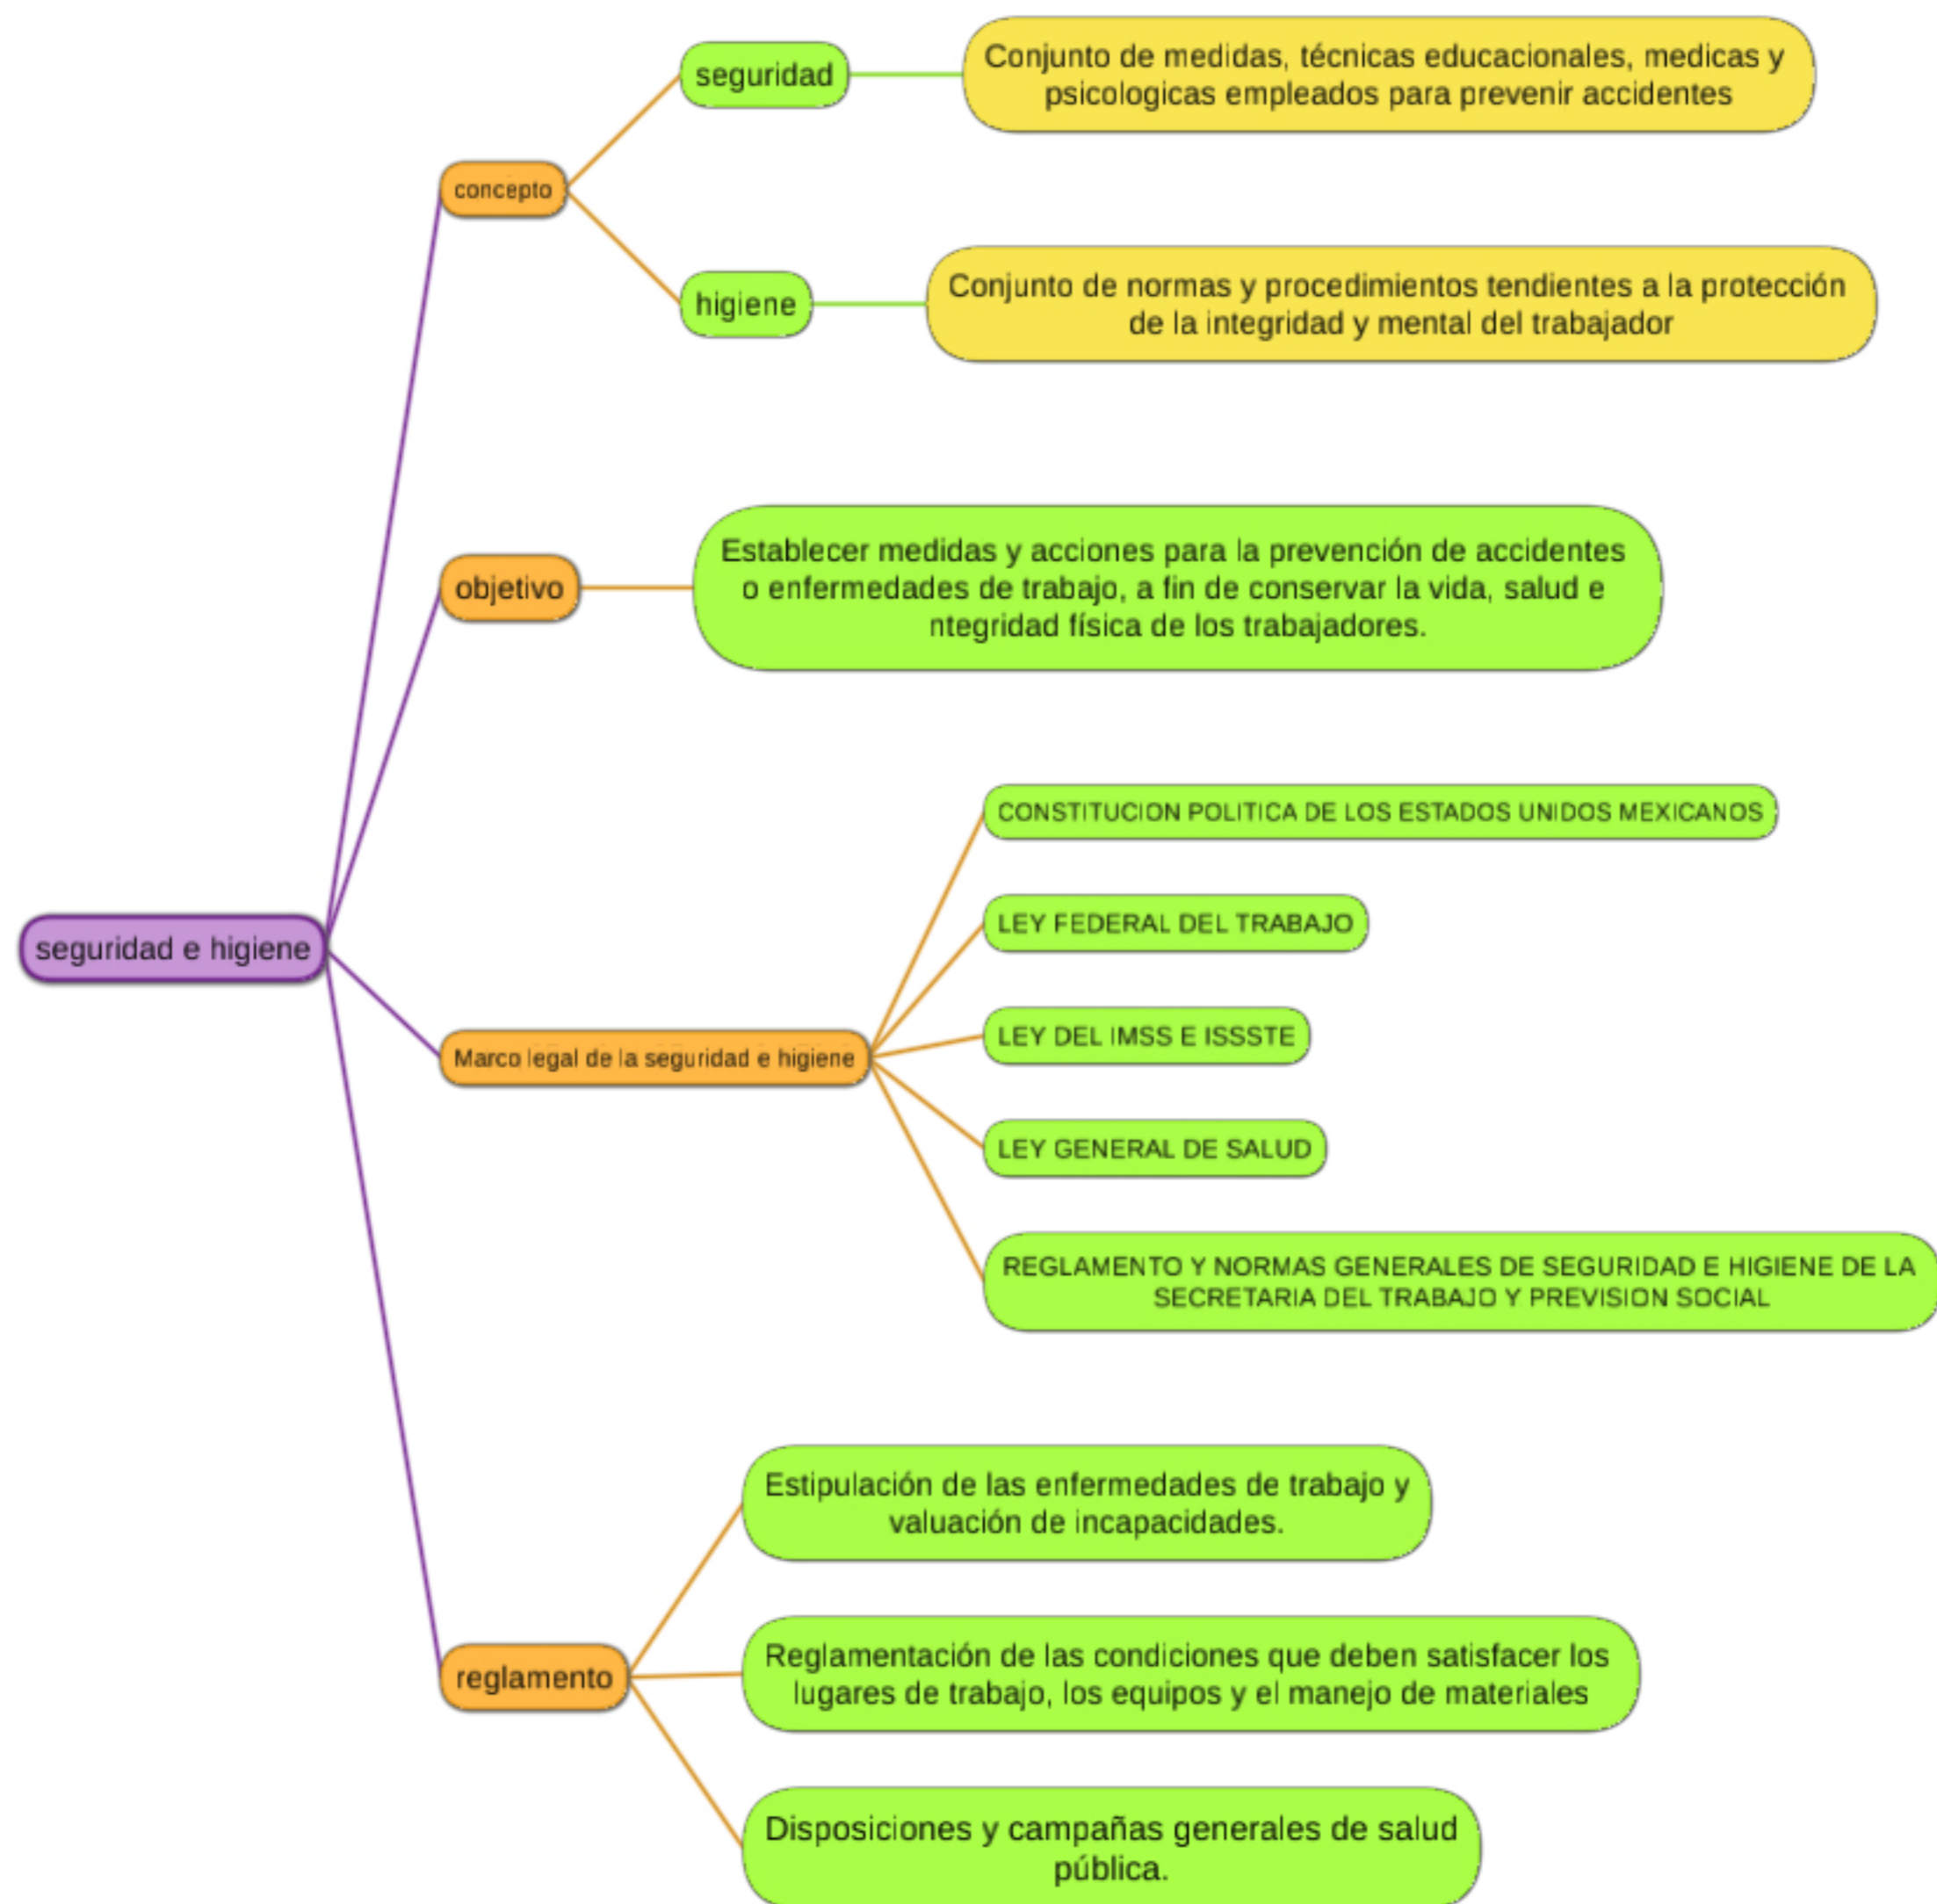 seguridad
Conjunto de medidas, técnicas educacionales, medicas y
psicologicas empleados para prevenir accidentes
concepto
higiene
Conjunto de normas y procedimientos tendientes a la protección
de la integridad y mental del trabajador
objetivo
Establecer medidas y acciones para la prevención de accidentes
o enfermedades de trabajo, a fin de conservar la vida, salud e
ntegridad física de los trabajadores.
seguridad e higiene
Marco legal de la seguridad e higiene
CONSTITUCION POLITICA DE LOS ESTADOS UNIDOS MEXICANOS
LEY FEDERAL DEL TRABAJO
LEY DEL IMSS E ISSSTE
LEY GENERAL DE SALUD
REGLAMENTO Y NORMAS GENERALES DE SEGURIDAD E HIGIENE DE LA
SECRETARIA DEL TRABAJO Y PREVISION SOCIAL
reglamento
Estipulación de las enfermedades de trabajo y
valuación de incapacidades.
Reglamentación de las condiciones que deben satisfacer los
lugares de trabajo, los equipos y el manejo de materiales
Disposiciones y campañas generales de salud
pública.